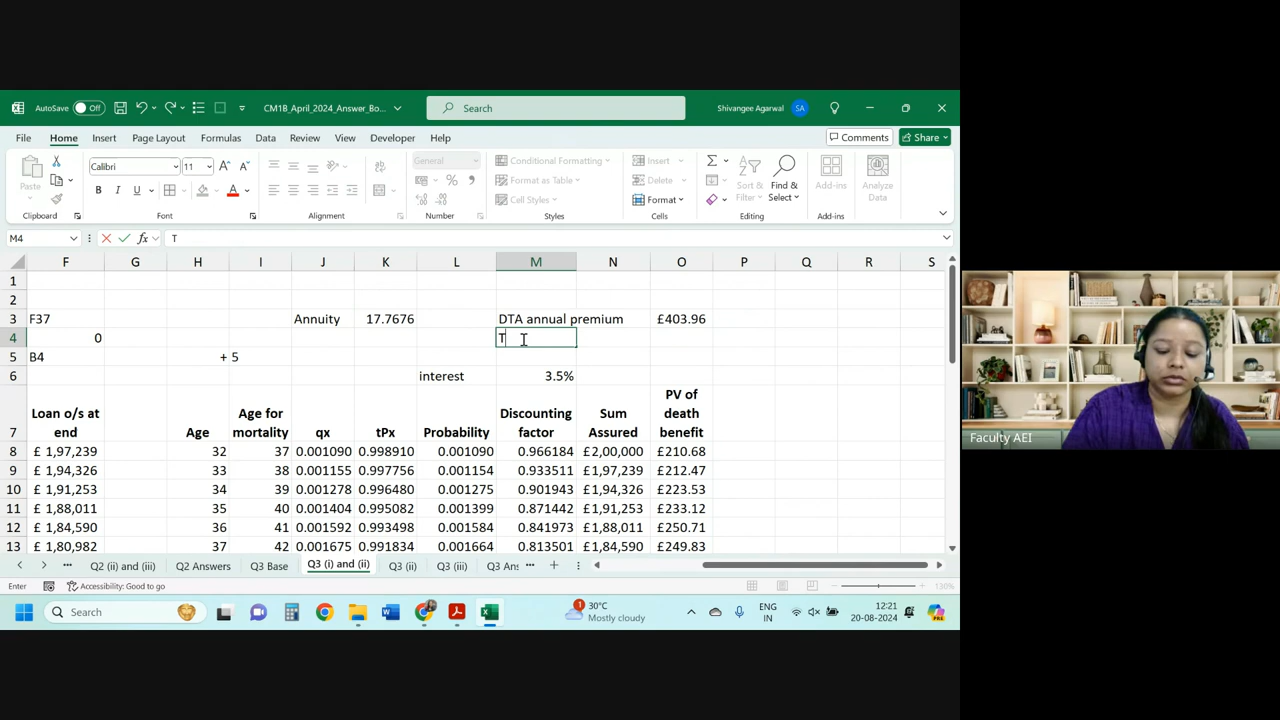 AutoSave Off CM1B_April_2024_Answer_Bo... Search Shivangee Agarwal SA
File Home Insert Page Layout Formulas Data Review View Developer Help Comments Share
Paste Calibri 11 B I U A General % Conditional Formatting Format as Table Cell Styles Insert Delete Format Sort & Filter Find & Select Add-ins Analyze Data
Clipboard Font Alignment Number Styles Cells Editing Add-ins
M4 fx T
F G H I J K L M N O P Q R S
1
2
3 F37 Annuity 17.7676 DTA annual premium £403.96
4 0 T
5 B4 + 5
6 interest 3.5%
7 Loan o/s at end Age Age for mortality qx tPx Probability Discounting factor Sum Assured PV of death benefit
8 £ 1,97,239 32 37 0.001090 0.998910 0.001090 0.966184 £2,00,000 £210.68
9 £ 1,94,326 33 38 0.001155 0.997756 0.001154 0.933511 £1,97,239 £212.47
10 £ 1,91,253 34 39 0.001278 0.996480 0.001275 0.901943 £1,94,326 £223.53
11 £ 1,88,011 35 40 0.001404 0.995082 0.001399 0.871442 £1,91,253 £233.12
12 £ 1,84,590 36 41 0.001592 0.993498 0.001584 0.841973 £1,88,011 £250.71
13 £ 1,80,982 37 42 0.001675 0.991834 0.001664 0.813501 £1,84,590 £249.83
... Q2 (ii) and (iii) Q2 Answers Q3 Base Q3 (i) and (ii) Q3 (ii) Q3 (iii) Q3 Ans ...
Enter Accessibility: Good to go 130%
Search 1 30°C Mostly cloudy ENG IN 12:21 20-08-2024
Faculty AEI